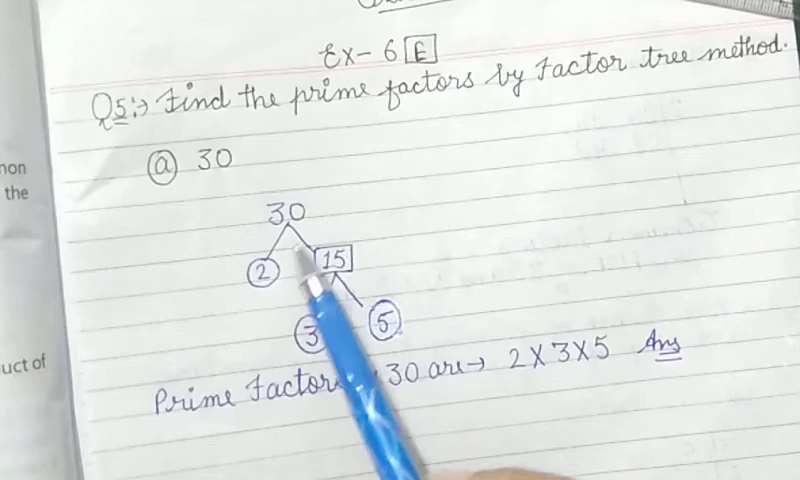 Ex-6 E
Q5:→ Find the prime factors by Factor tree method.
non
the
(a) 30
30
2 15
3 5
uct of
Prime Factor 30 are→ 2×3×5 Ans